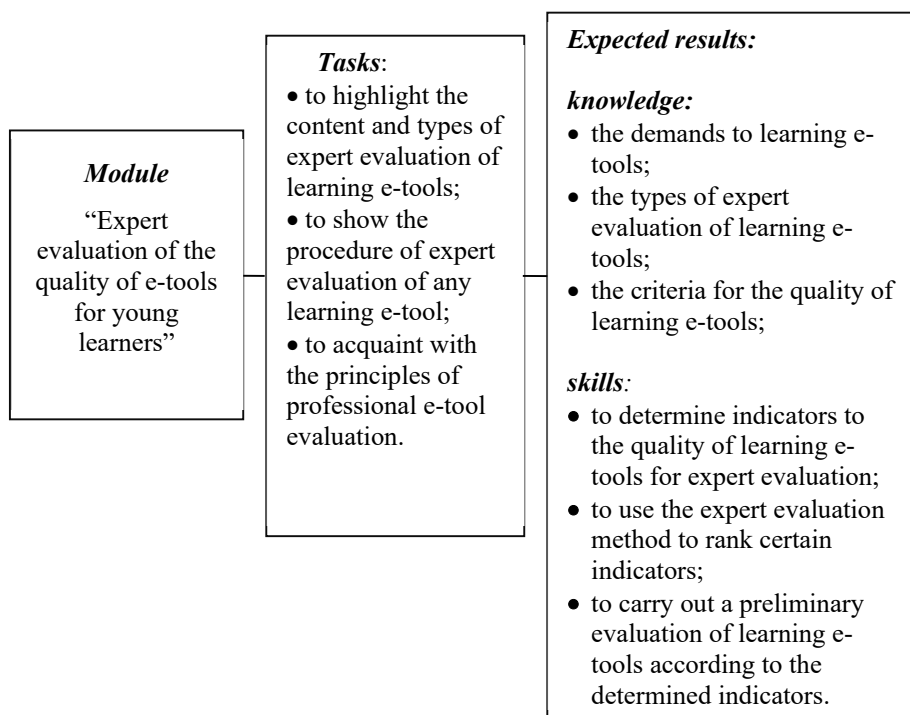 Module
“Expert
evaluation of the
quality of e-tools
for young
learners”
Tasks:
• to highlight the
content and types of
expert evaluation of
learning e-tools;
• to show the
procedure of expert
evaluation of any
learning e-tool;
• to acquaint with
the principles of
professional e-tool
evaluation.
Expected results:
knowledge:
• the demands to learning e-
tools;
• the types of expert
evaluation of learning e-
tools;
• the criteria for the quality of
learning e-tools;
skills:
• to determine indicators to
the quality of learning e-
tools for expert evaluation;
• to use the expert evaluation
method to rank certain
indicators;
• to carry out a preliminary
evaluation of learning e-
tools according to the
determined indicators.